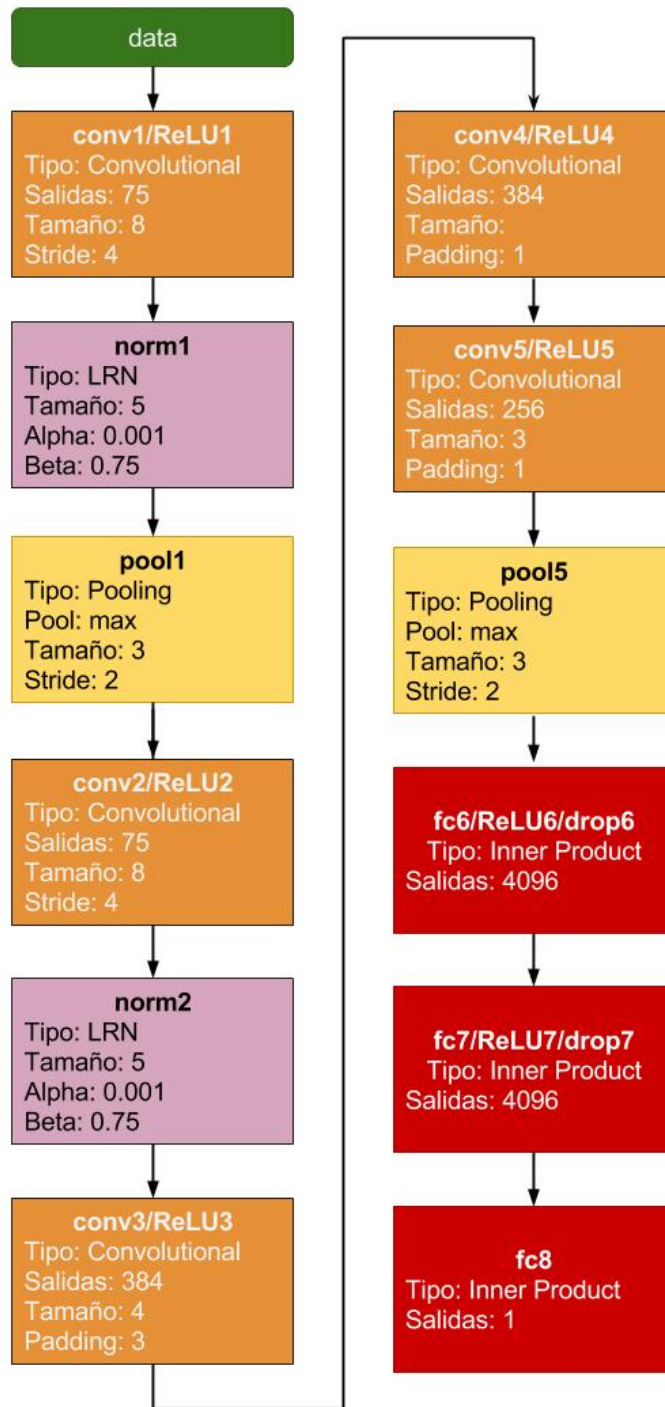 data
conv1/ReLU1
Tipo: Convolutional
Salidas: 75
Tamaño: 8
Stride: 4
norm1
Tipo: LRN
Tamaño: 5
Alpha: 0.001
Beta: 0.75
pool1
Tipo: Pooling
Pool: max
Tamaño: 3
Stride: 2
conv2/ReLU2
Tipo: Convolutional
Salidas: 75
Tamaño: 8
Stride: 4
norm2
Tipo: LRN
Tamaño: 5
Alpha: 0.001
Beta: 0.75
conv3/ReLU3
Tipo: Convolutional
Salidas: 384
Tamaño: 4
Padding: 3
conv4/ReLU4
Tipo: Convolutional
Salidas: 384
Tamaño:
Padding: 1
conv5/ReLU5
Tipo: Convolutional
Salidas: 256
Tamaño: 3
Padding: 1
pool5
Tipo: Pooling
Pool: max
Tamaño: 3
Stride: 2
fc6/ReLU6/drop6
Tipo: Inner Product
Salidas: 4096
fc7/ReLU7/drop7
Tipo: Inner Product
Salidas: 4096
fc8
Tipo: Inner Product
Salidas: 1